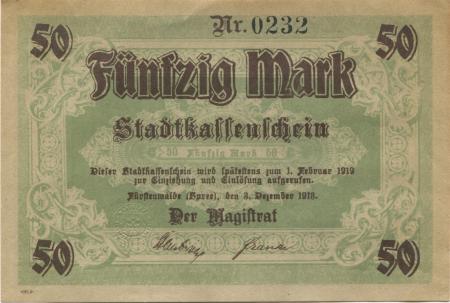 Nr. 0232
50 50
Fünfzig Mark
Stadtkassenschein
50 Fünfzig Mark 50
Dieser Stadtkassenschein wird spätestens zum 1. Februar 1919
zur Einziehung und Einlösung aufgerufen.
Fürstenwalde (Spree), den 3. Dezember 1918.
Der Magistrat
50 50